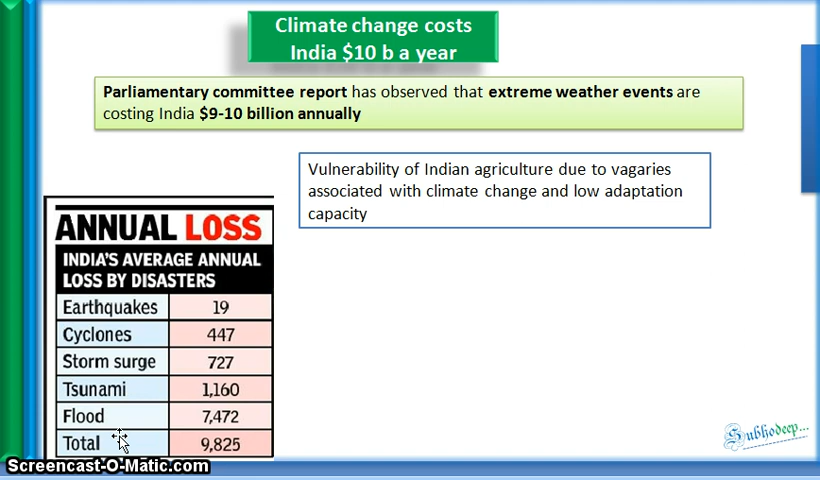 Climate change costs
India $10 b a year
Parliamentary committee report has observed that extreme weather events are
costing India $9-10 billion annually
Vulnerability of Indian agriculture due to vagaries
associated with climate change and low adaptation
capacity
ANNUAL LOSS
INDIA'S AVERAGE ANNUAL
LOSS BY DISASTERS
Earthquakes 19
Cyclones 447
Storm surge 727
Tsunami 1,160
Flood 7,472
Total 9,825
Subhodeep...
Screencast-O-Matic.com